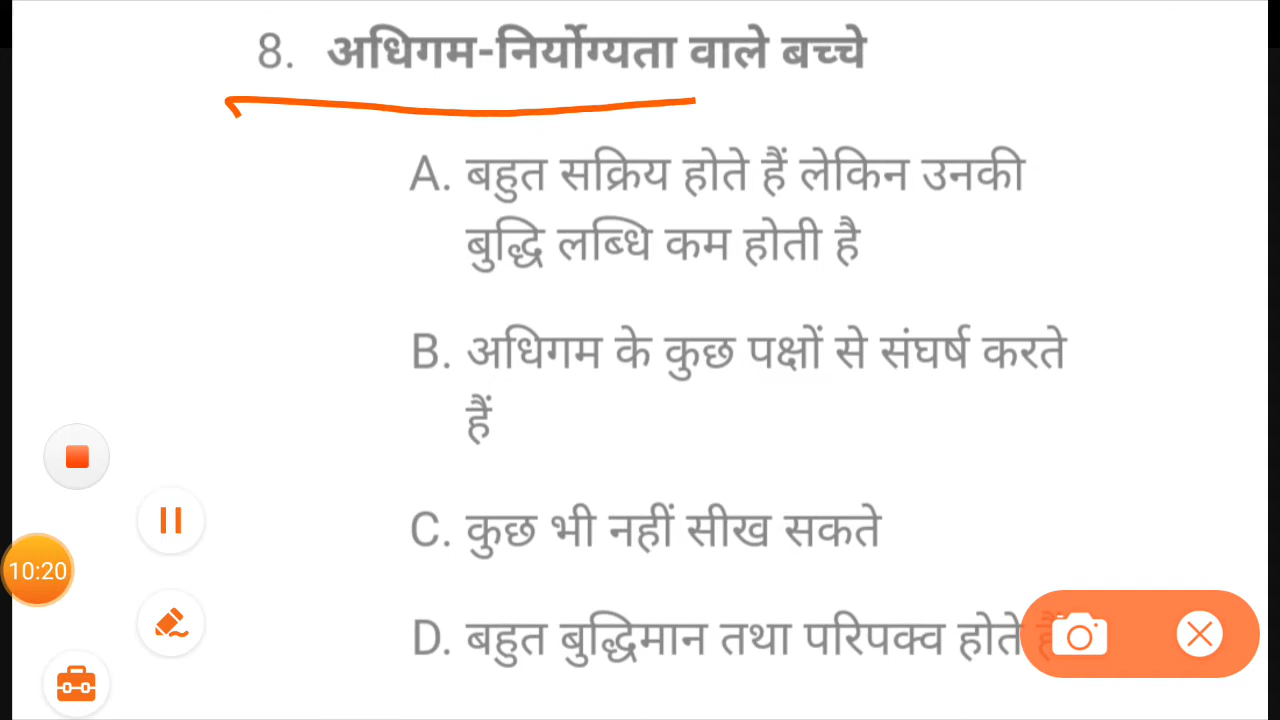 8. अधिगम-निर्योग्यता वाले बच्चे
A. बहुत सक्रिय होते हैं लेकिन उनकी
बुद्धि लब्धि कम होती है
B. अधिगम के कुछ पक्षों से संघर्ष करते
हैं
C. कुछ भी नहीं सीख सकते
D. बहुत बुद्धिमान तथा परिपक्व होते
10:20